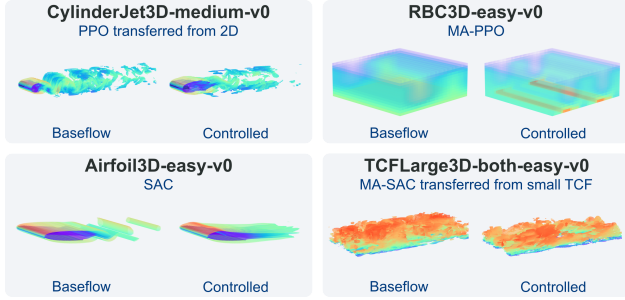 CylinderJet3D-medium-v0
PPO transferred from 2D
Baseflow
Controlled
RBC3D-easy-v0
MA-PPO
Baseflow
Controlled
Airfoil3D-easy-v0
SAC
Baseflow
Controlled
TCFLarge3D-both-easy-v0
MA-SAC transferred from small TCF
Baseflow
Controlled